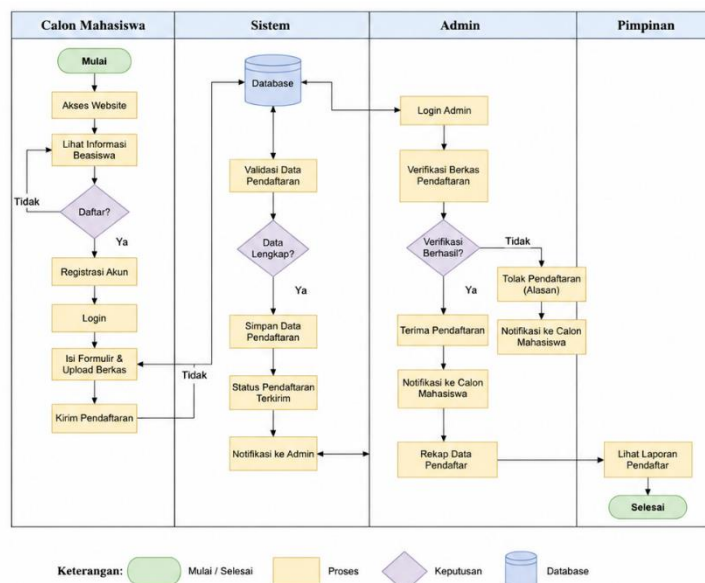 Calon Mahasiswa
Sistem
Admin
Pimpinan
Mulai
Akses Website
Lihat Informasi
Beasiswa
Tidak
Daftar?
Ya
Registrasi Akun
Login
Isi Formulir &
Upload Berkas
Tidak
Kirim Pendaftaran
Database
Validasi Data
Pendaftaran
Data
Lengkap?
Ya
Simpan Data
Pendaftaran
Status Pendaftaran
Terkirim
Notifikasi ke Admin
Login Admin
Verifikasi Berkas
Pendaftaran
Verifikasi
Berhasil?
Tidak
Ya
Tolak Pendaftaran
(Alasan)
Notifikasi ke Calon
Mahasiswa
Terima Pendaftaran
Notifikasi ke Calon
Mahasiswa
Rekap Data
Pendaftar
Lihat Laporan
Pendaftar
Selesai
Keterangan:
Mulai / Selesai
Proses
Keputusan
Database